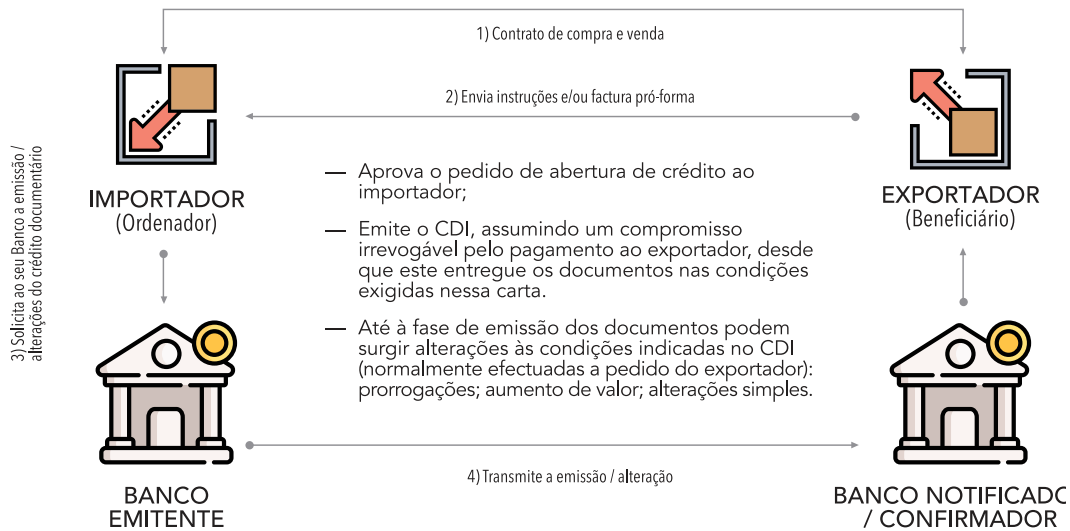 1) Contrato de compra e venda
2) Envia instruções e/ou factura pró-forma
3) Solicita ao seu Banco a emissão /
alterações do crédito documentário
IMPORTADOR
(Ordenador)
EXPORTADOR
(Beneficiário)
— Aprova o pedido de abertura de crédito ao
importador;
— Emite o CDI, assumindo um compromisso
irrevogável pelo pagamento ao exportador, desde
que este entregue os documentos nas condições
exigidas nessa carta.
— Até à fase de emissão dos documentos podem
surgir alterações às condições indicadas no CDI
(normalmente efectuadas a pedido do exportador):
prorrogações; aumento de valor; alterações simples.
4) Transmite a emissão / alteração
BANCO
EMITENTE
BANCO NOTIFICADO
/ CONFIRMADOR